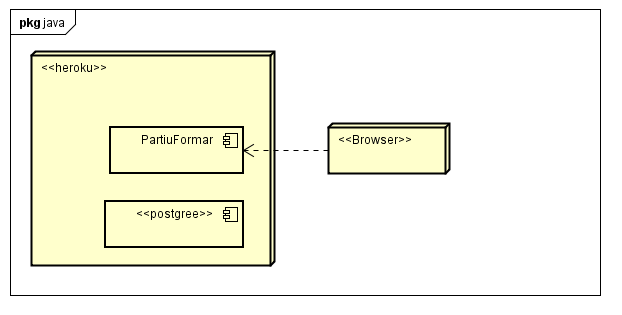 pkg java
<<heroku>>
PartiuFormar
<<Browser>>
<<postgree>>